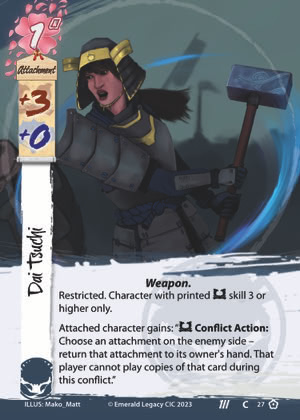 1
Attachment
+3
+0
Dai Tsuchi
Weapon.
Restricted. Character with printed skill 3 or
higher only.
Attached character gains: “ Conflict Action:
Choose an attachment on the enemy side –
return that attachment to its owner's hand. That
player cannot play copies of that card during
this conflict.”
ILLUS: Mako_Matt © Emerald Legacy CIC 2023 C 27